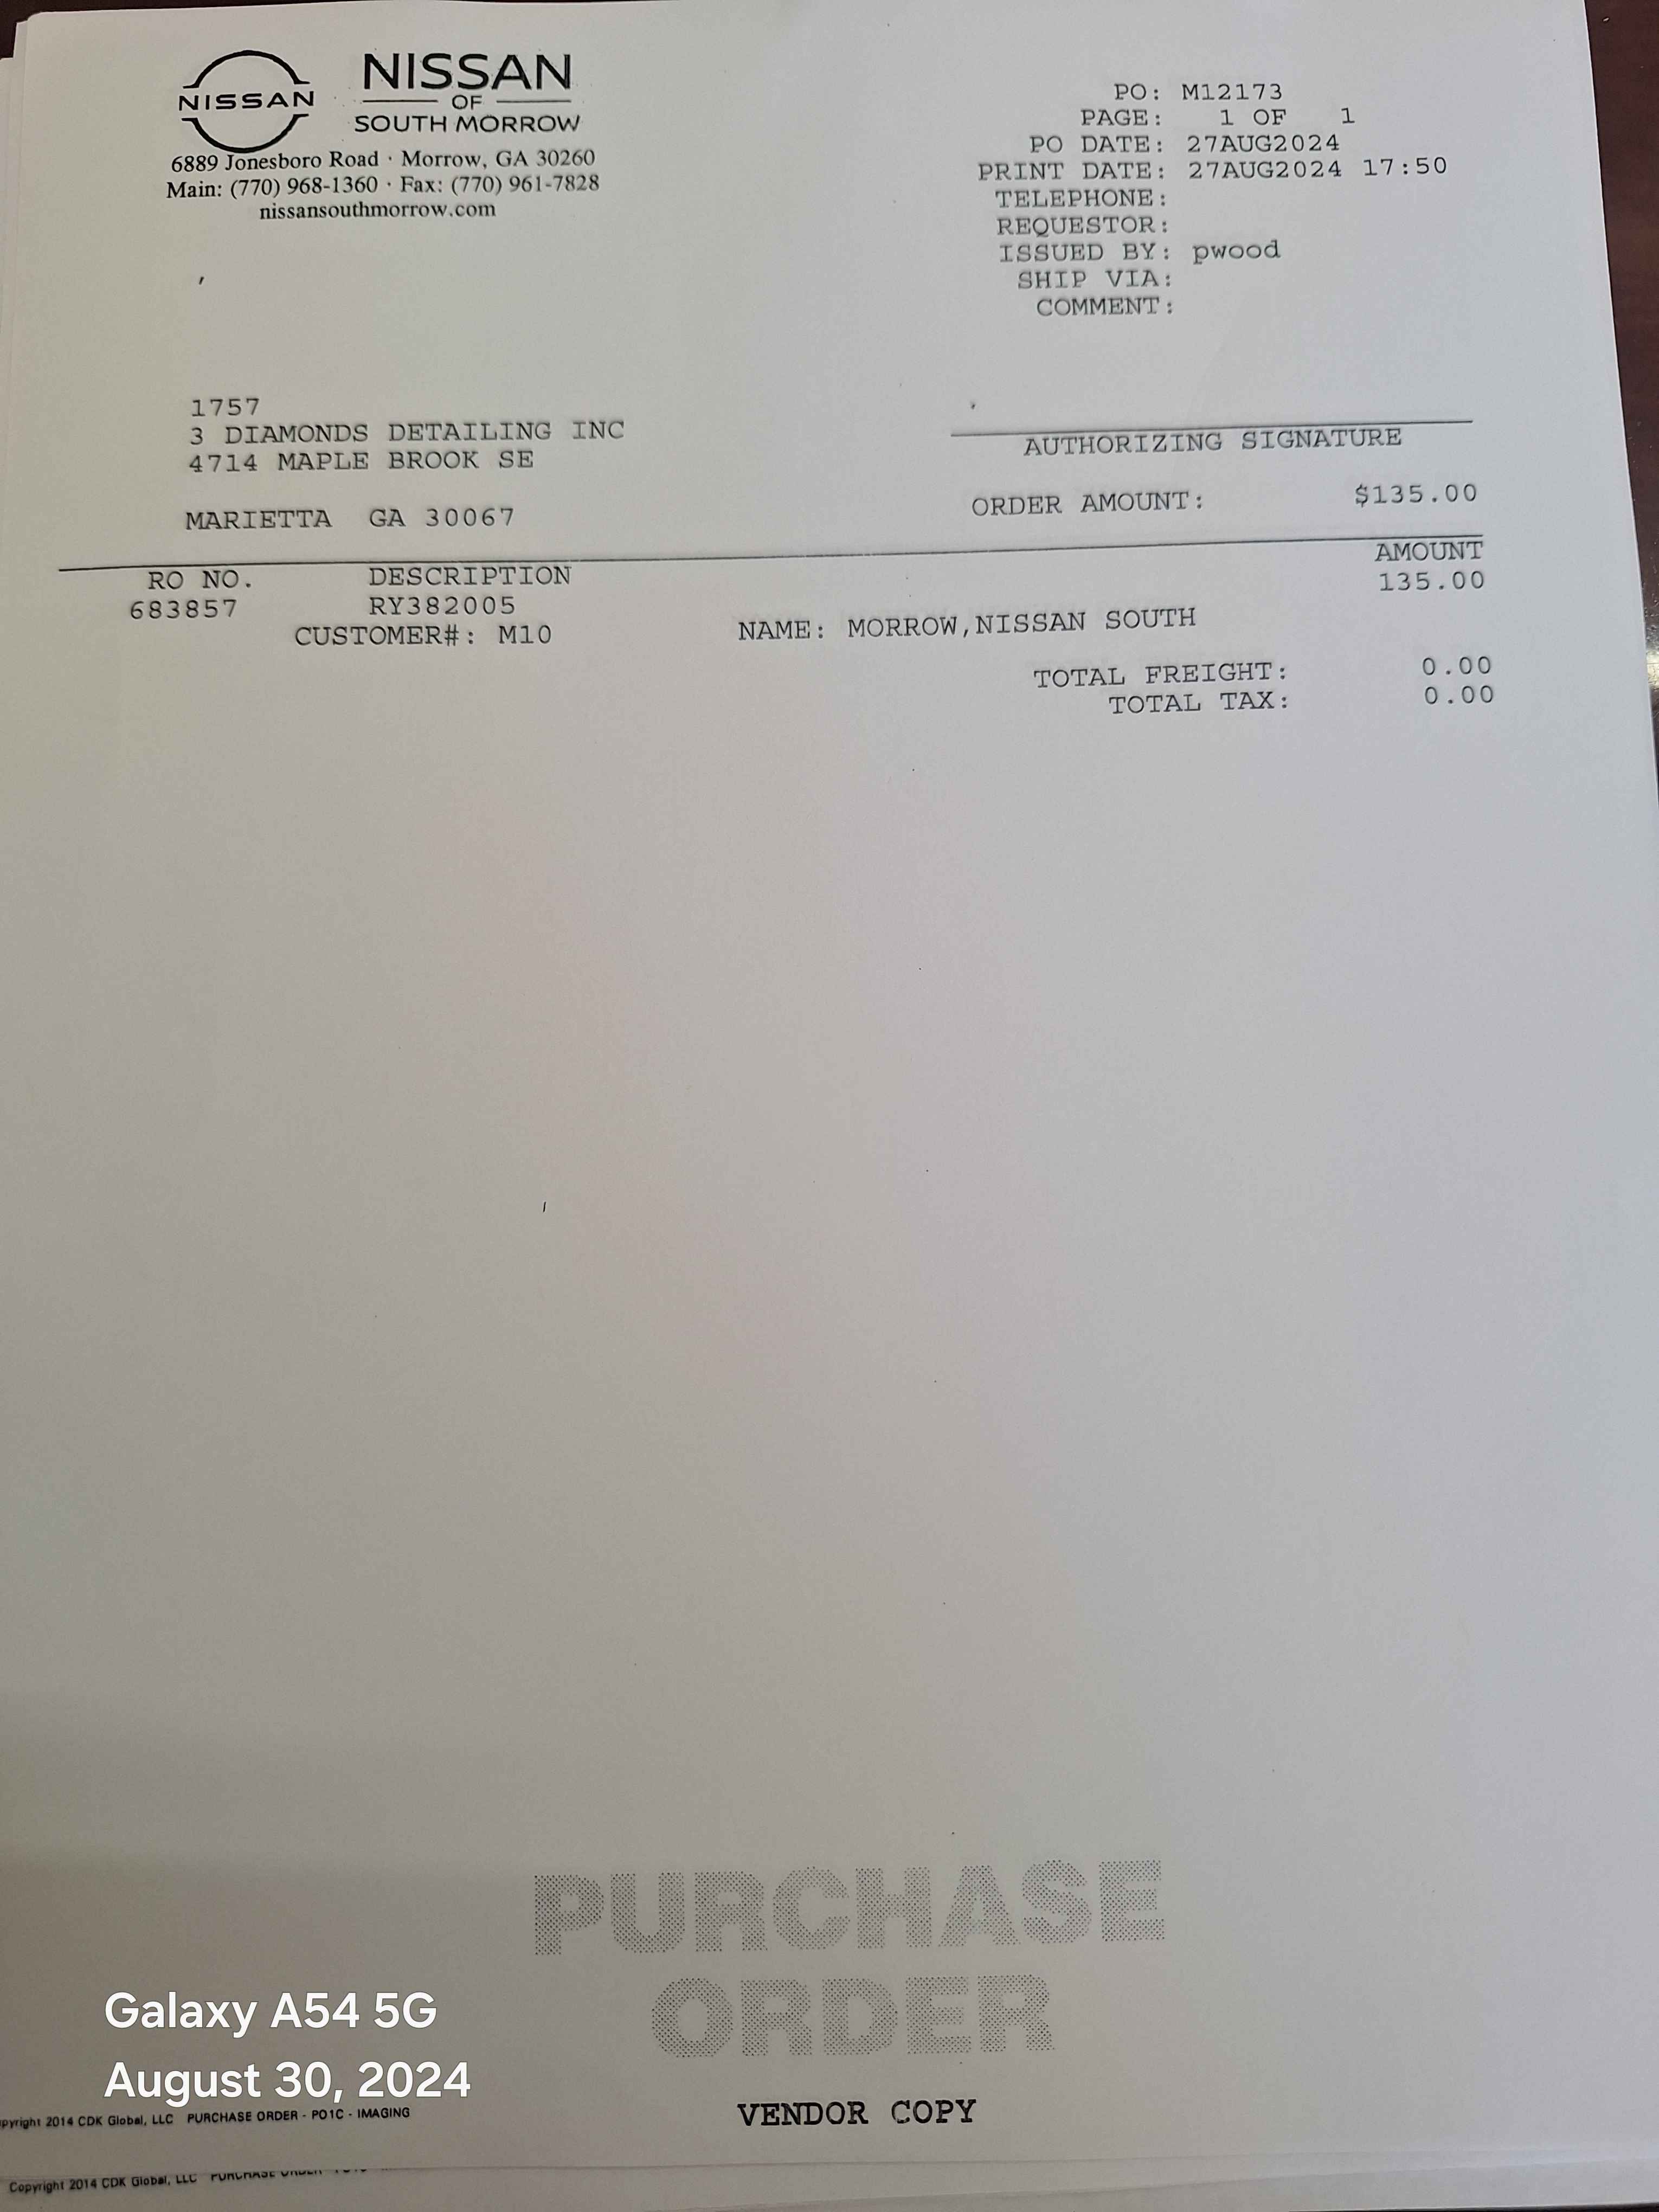 NISSAN
NISSAN
OF
SOUTH MORROW
6889 Jonesboro Road · Morrow, GA 30260
Main: (770) 968-1360 · Fax: (770) 961-7828
nissansouthmorrow.com
PO: M12173
PAGE: 1 OF 1
PO DATE: 27AUG2024
PRINT DATE: 27AUG2024 17:50
TELEPHONE:
REQUESTOR:
ISSUED BY: pwood
SHIP VIA:
COMMENT:
1757
3 DIAMONDS DETAILING INC
4714 MAPLE BROOK SE
MARIETTA GA 30067
AUTHORIZING SIGNATURE
ORDER AMOUNT: $135.00
RO NO. DESCRIPTION AMOUNT
683857 RY382005 135.00
CUSTOMER#: M10 NAME: MORROW,NISSAN SOUTH
TOTAL FREIGHT: 0.00
TOTAL TAX: 0.00
PURCHASE
ORDER
Galaxy A54 5G
August 30, 2024
pyright 2014 CDK Global, LLC PURCHASE ORDER - PO1C - IMAGING
VENDOR COPY
Copyright 2014 CDK Global, LLC PURCHASE ORDER